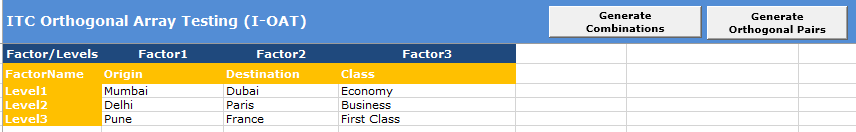 ITC Orthogonal Array Testing (I-OAT)
Generate Combinations
Generate Orthogonal Pairs
Factor/Levels Factor1 Factor2 Factor3
FactorName Origin Destination Class
Level1 Mumbai Dubai Economy
Level2 Delhi Paris Business
Level3 Pune France First Class